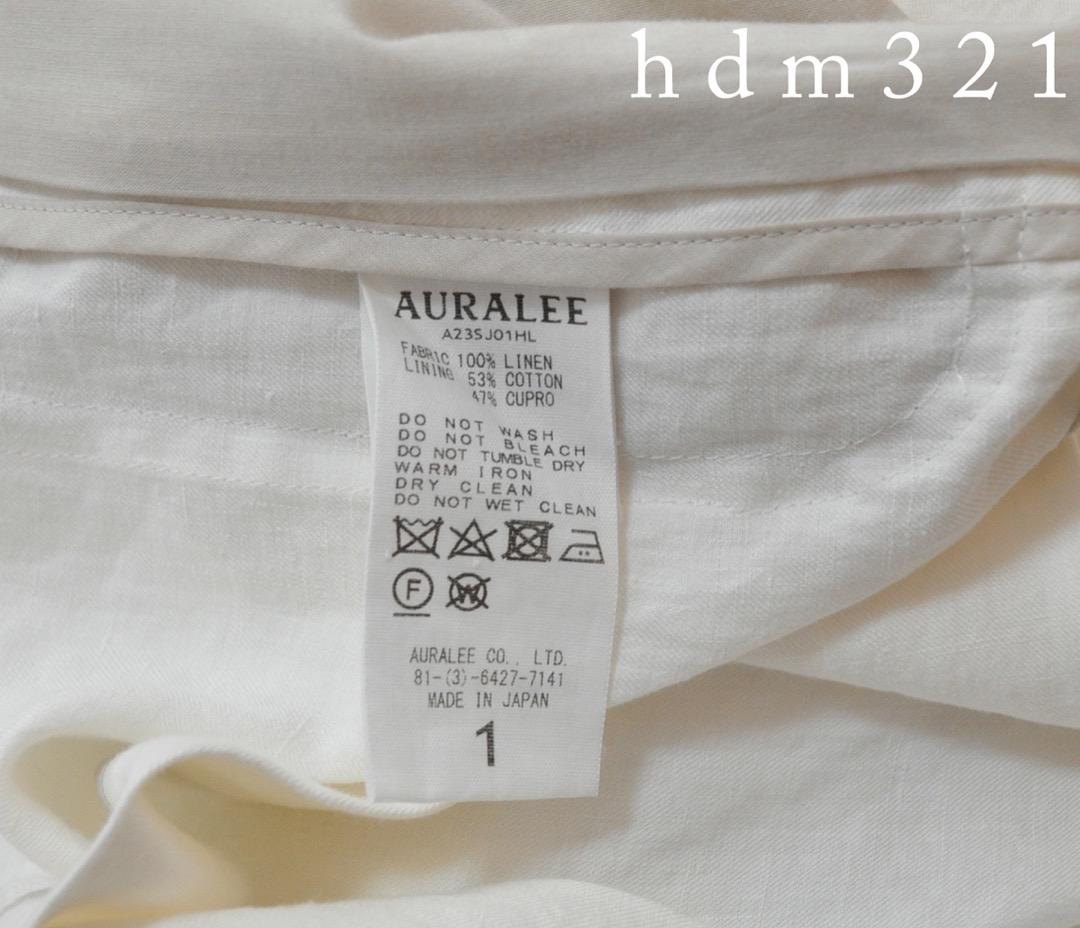 hdm321
AURALEE
A23SJ01HL
FABRIC 100% LINEN
LINING 53% COTTON
47% CUPRO
DO NOT WASH
DO NOT BLEACH
DO NOT TUMBLE DRY
WARM IRON
DRY CLEAN
DO NOT WET CLEAN
F W
AURALEE CO., LTD.
81-(3)-6427-7141
MADE IN JAPAN
1